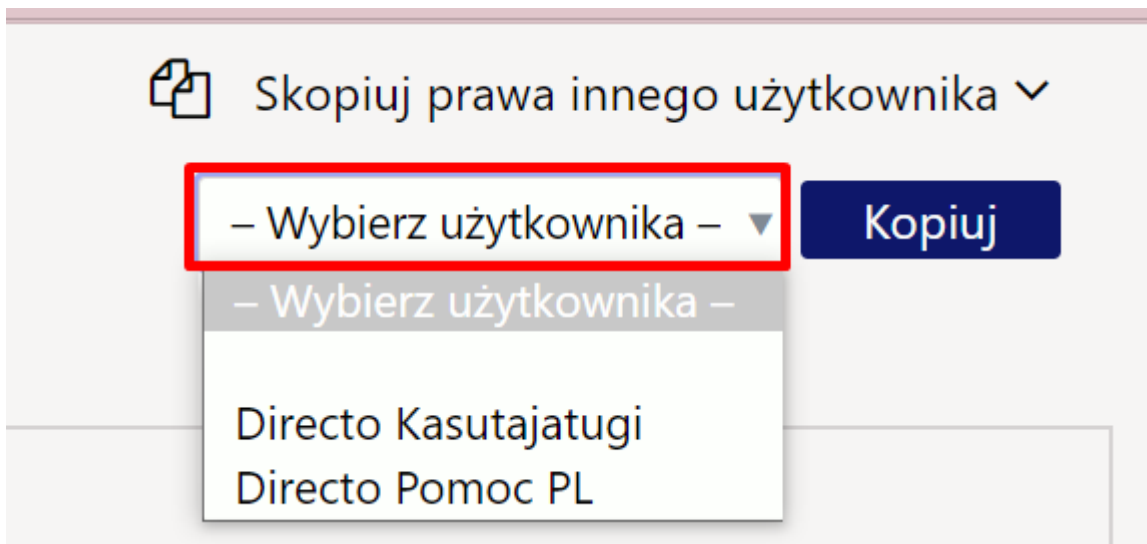 Skopiuj prawa innego użytkownika
– Wybierz użytkownika –
Kopiuj
– Wybierz użytkownika –
Directo Kasutajatugi
Directo Pomoc PL